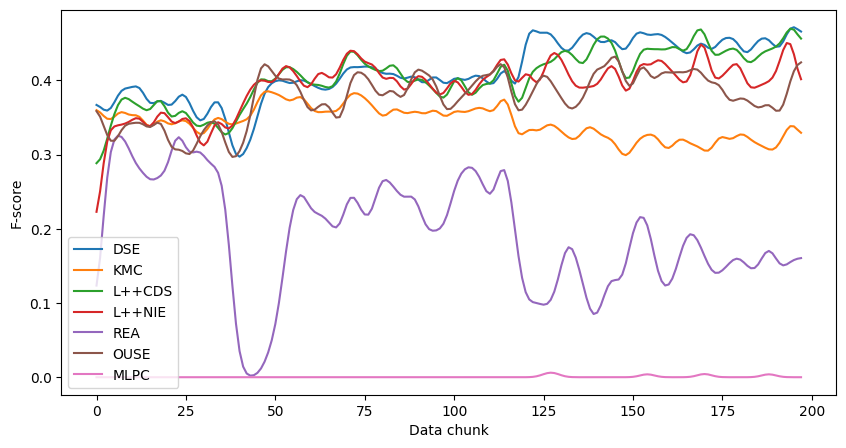 F-score
0.4
0.3
0.2
0.1
0.0
DSE
KMC
L++CDS
L++NIE
REA
OUSE
MLPC
0 25 50 75 100 125 150 175 200
Data chunk